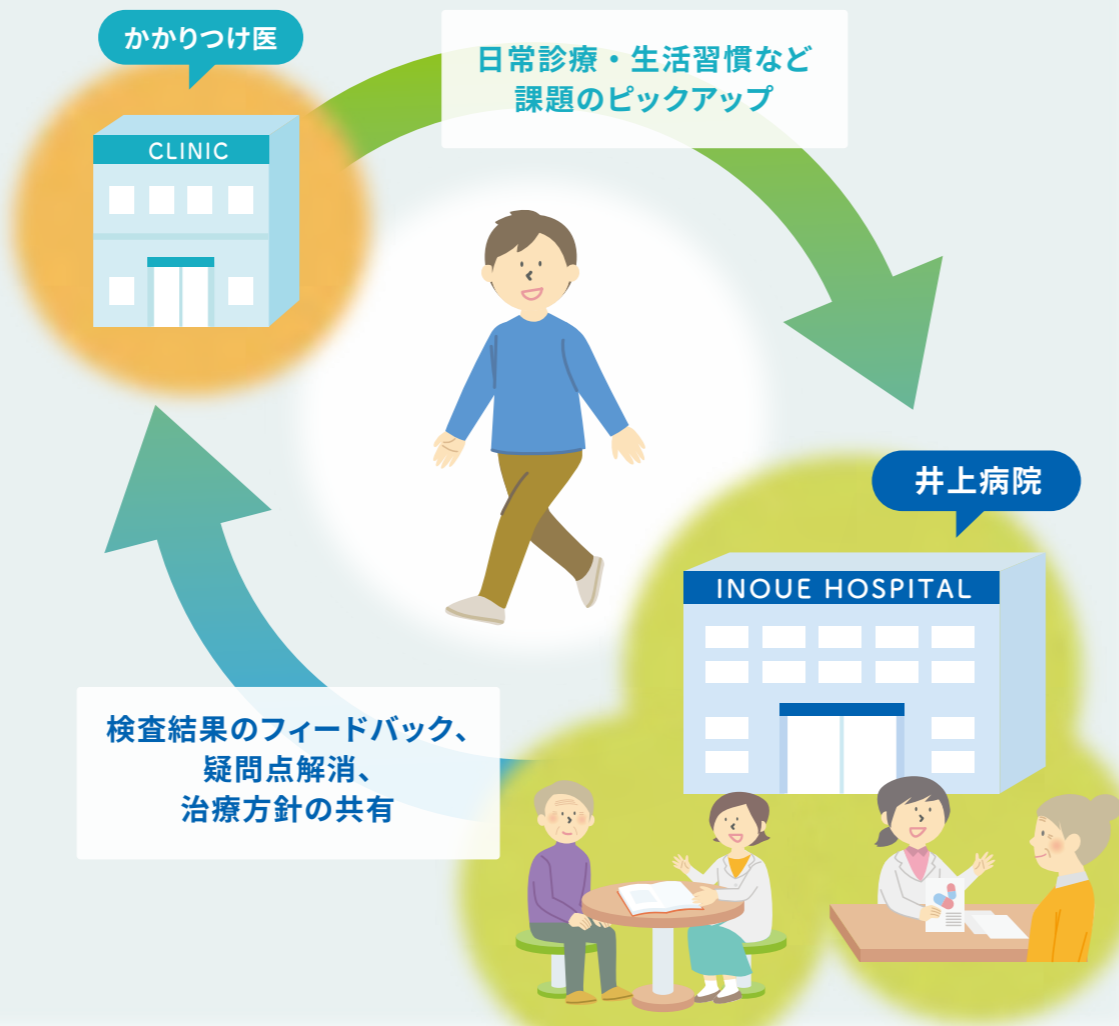 かかりつけ医
CLINIC
日常診療・生活習慣など
課題のピックアップ
井上病院
INOUE HOSPITAL
検査結果のフィードバック、
疑問点解消、
治療方針の共有